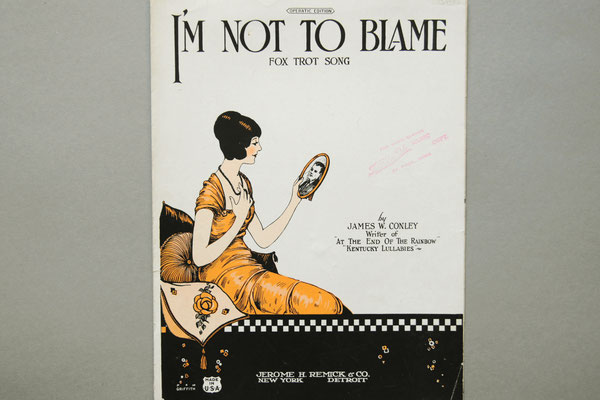 OPERATIC EDITION
I'M NOT TO BLAME
FOX TROT SONG
by
JAMES W. CONLEY
Writer of
"AT THE END OF THE RAINBOW"
"KENTUCKY LULLABIES"
GRIFFITH
MADE
IN
U.S.A
JEROME H. REMICK & CO.
NEW YORK DETROIT